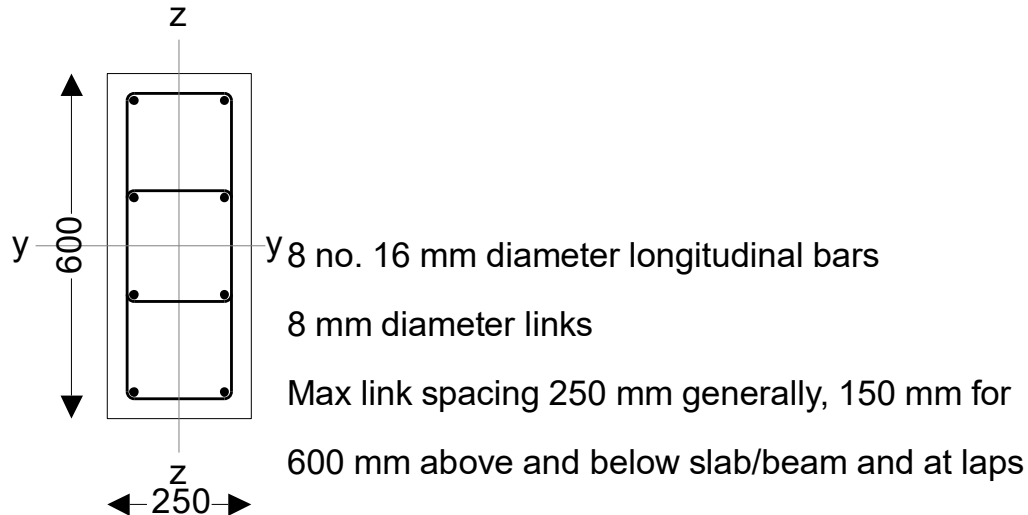 z
y
600
y
8 no. 16 mm diameter longitudinal bars
8 mm diameter links
Max link spacing 250 mm generally, 150 mm for
600 mm above and below slab/beam and at laps
z
250